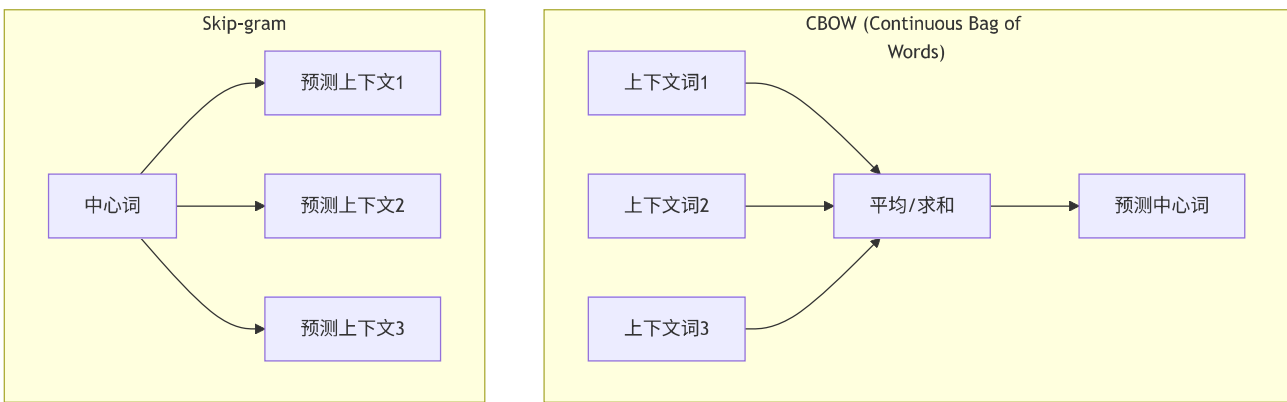 Skip-gram
预测上下文1
中心词
预测上下文2
预测上下文3
CBOW (Continuous Bag of
Words)
上下文词1
上下文词2
平均/求和
预测中心词
上下文词3